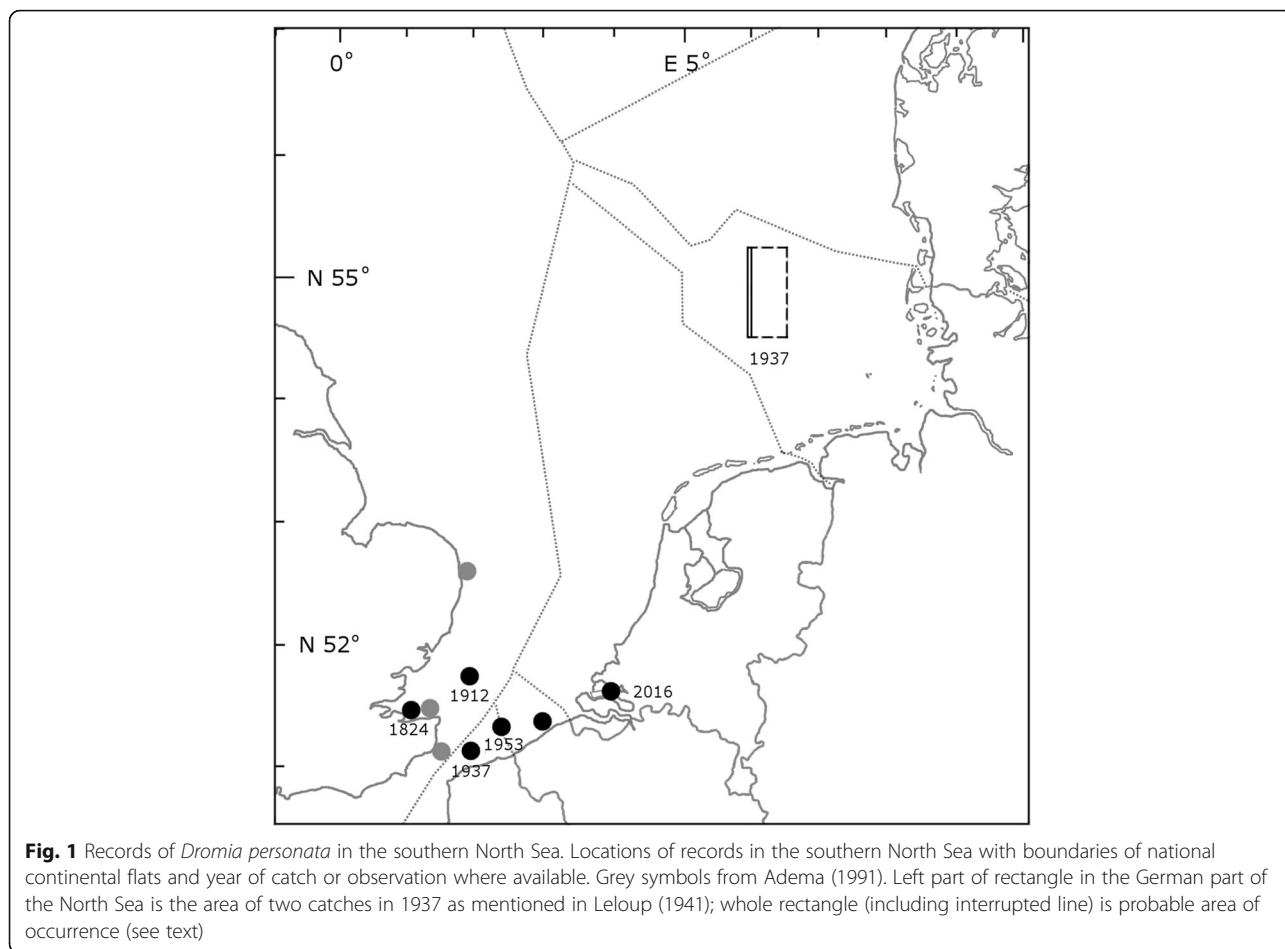 0°
E 5°
N 55°
1937
N 52°
1912
2016
1824
1953
1937
Fig. 1 Records of Dromia personata in the southern North Sea. Locations of records in the southern North Sea with boundaries of national
continental flats and year of catch or observation where available. Grey symbols from Adema (1991). Left part of rectangle in the German part of
the North Sea is the area of two catches in 1937 as mentioned in Leloup (1941); whole rectangle (including interrupted line) is probable area of
occurrence (see text)